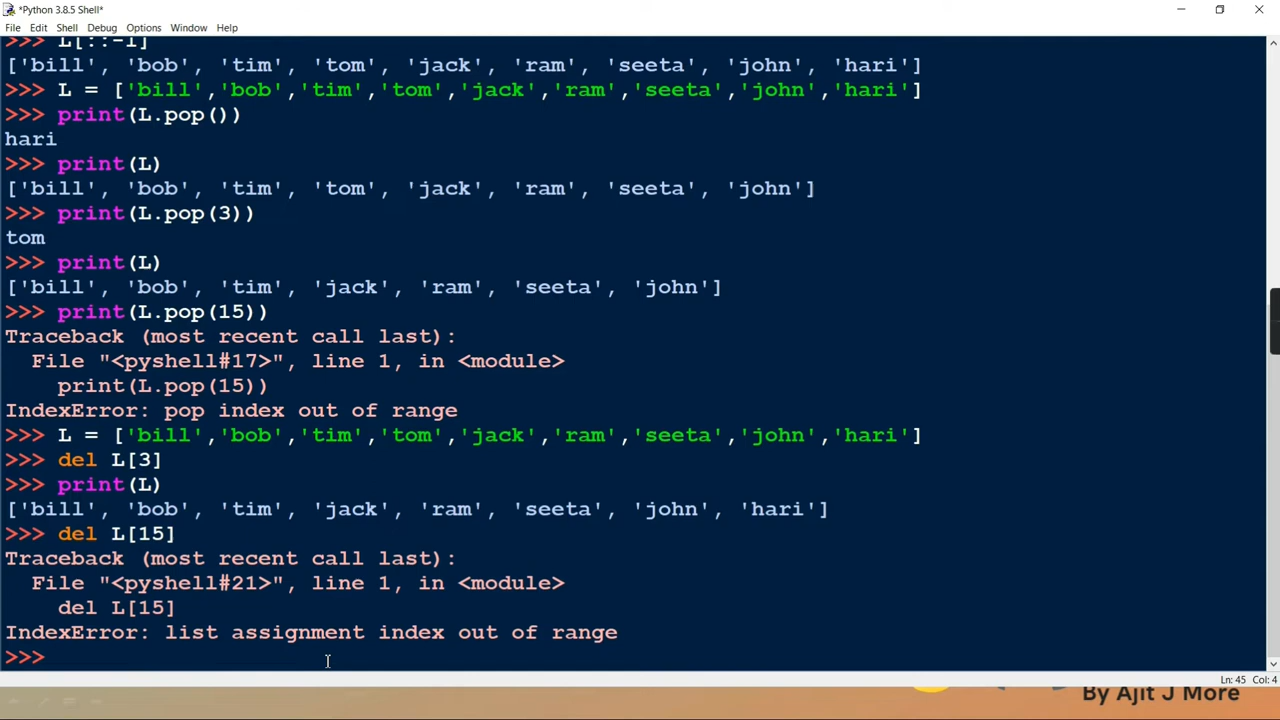 *Python 3.8.5 Shell*
File Edit Shell Debug Options Window Help
>>> L[::-1]
['bill', 'bob', 'tim', 'tom', 'jack', 'ram', 'seeta', 'john', 'hari']
>>> L = ['bill','bob','tim','tom','jack','ram','seeta','john','hari']
>>> print(L.pop())
hari
>>> print(L)
['bill', 'bob', 'tim', 'tom', 'jack', 'ram', 'seeta', 'john']
>>> print(L.pop(3))
tom
>>> print(L)
['bill', 'bob', 'tim', 'jack', 'ram', 'seeta', 'john']
>>> print(L.pop(15))
Traceback (most recent call last):
  File "<pyshell#17>", line 1, in <module>
    print(L.pop(15))
IndexError: pop index out of range
>>> L = ['bill','bob','tim','tom','jack','ram','seeta','john','hari']
>>> del L[3]
>>> print(L)
['bill', 'bob', 'tim', 'jack', 'ram', 'seeta', 'john', 'hari']
>>> del L[15]
Traceback (most recent call last):
  File "<pyshell#21>", line 1, in <module>
    del L[15]
IndexError: list assignment index out of range
>>>
Ln: 45 Col: 4
By Ajit J More